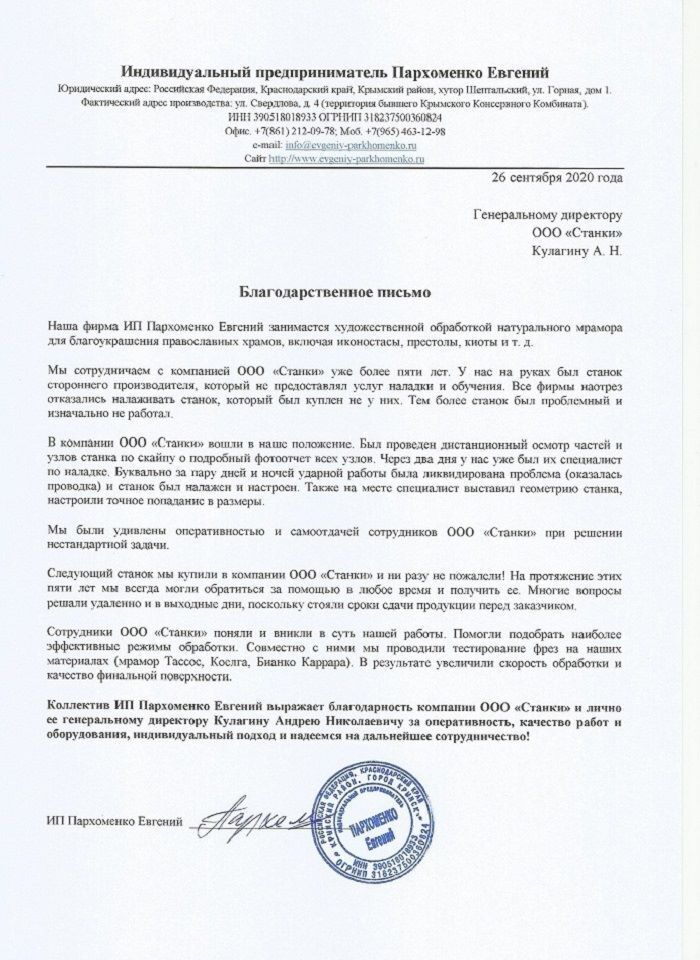 Индивидуальный предприниматель Пархоменко Евгений
Юридический адрес: Российская Федерация, Краснодарский край, Крымский район, хутор Шептальский, ул. Горная, дом 1.
Фактический адрес производства: ул. Свердлова, д. 4 (территория бывшего Крымского Консервного Комбината).
ИНН 390518018933 ОГРНИП 318237500360824
Офис. +7(861) 212-09-78; Моб. +7(965) 463-12-98
e-mail: info@evgeniy-parkhomenko.ru
Сайт http://www.evgeniy-parkhomenko.ru
26 сентября 2020 года
Генеральному директору
ООО «Станки»
Кулагину А. Н.
Благодарственное письмо
Наша фирма ИП Пархоменко Евгений занимается художественной обработкой натурального мрамора
для благоукрашения православных храмов, включая иконостасы, престолы, киоты и т. д.
Мы сотрудничаем с компанией ООО «Станки» уже более пяти лет. У нас на руках был станок
стороннего производителя, который не предоставлял услуг наладки и обучения. Все фирмы наотрез
отказались налаживать станок, который был куплен не у них. Тем более станок был проблемный и
изначально не работал.
В компании ООО «Станки» вошли в наше положение. Был проведен дистанционный осмотр частей и
узлов станка по скайпу о подробный фотоотчет всех узлов. Через два дня у нас уже был их специалист
по наладке. Буквально за пару дней и ночей ударной работы была ликвидирована проблема (оказалась
проводка) и станок был налажен и настроен. Также на месте специалист выставил геометрию станка,
настроили точное попадание в размеры.
Мы были удивлены оперативностью и самоотдачей сотрудников ООО «Станки» при решении
нестандартной задачи.
Следующий станок мы купили в компании ООО «Станки» и ни разу не пожалели! На протяжение этих
пяти лет мы всегда могли обратиться за помощью в любое время и получить ее. Многие вопросы
решали удаленно и в выходные дни, поскольку стояли сроки сдачи продукции перед заказчиком.
Сотрудники ООО «Станки» поняли и вникли в суть нашей работы. Помогли подобрать наиболее
эффективные режимы обработки. Совместно с ними мы проводили тестирование фрез на наших
материалах (мрамор Тассос, Коелга, Бианко Каррара). В результате увеличили скорость обработки и
качество финальной поверхности.
Коллектив ИП Пархоменко Евгений выражает благодарность компании ООО «Станки» и лично
ее генеральному директору Кулагину Андрею Николаевичу за оперативность, качество работ и
оборудования, индивидуальный подход и надеемся на дальнейшее сотрудничество!
ИП Пархоменко Евгений
РОССИЙСКАЯ ФЕДЕРАЦИЯ, КРАСНОДАРСКИЙ КРАЙ
КРЫМСКИЙ РАЙОН, ГОРОД КРЫМСК
ИНДИВИДУАЛЬНЫЙ ПРЕДПРИНИМАТЕЛЬ
ПАРХОМЕНКО
Евгений
ИНН 390518018933
ОГРНИП 318237500360824